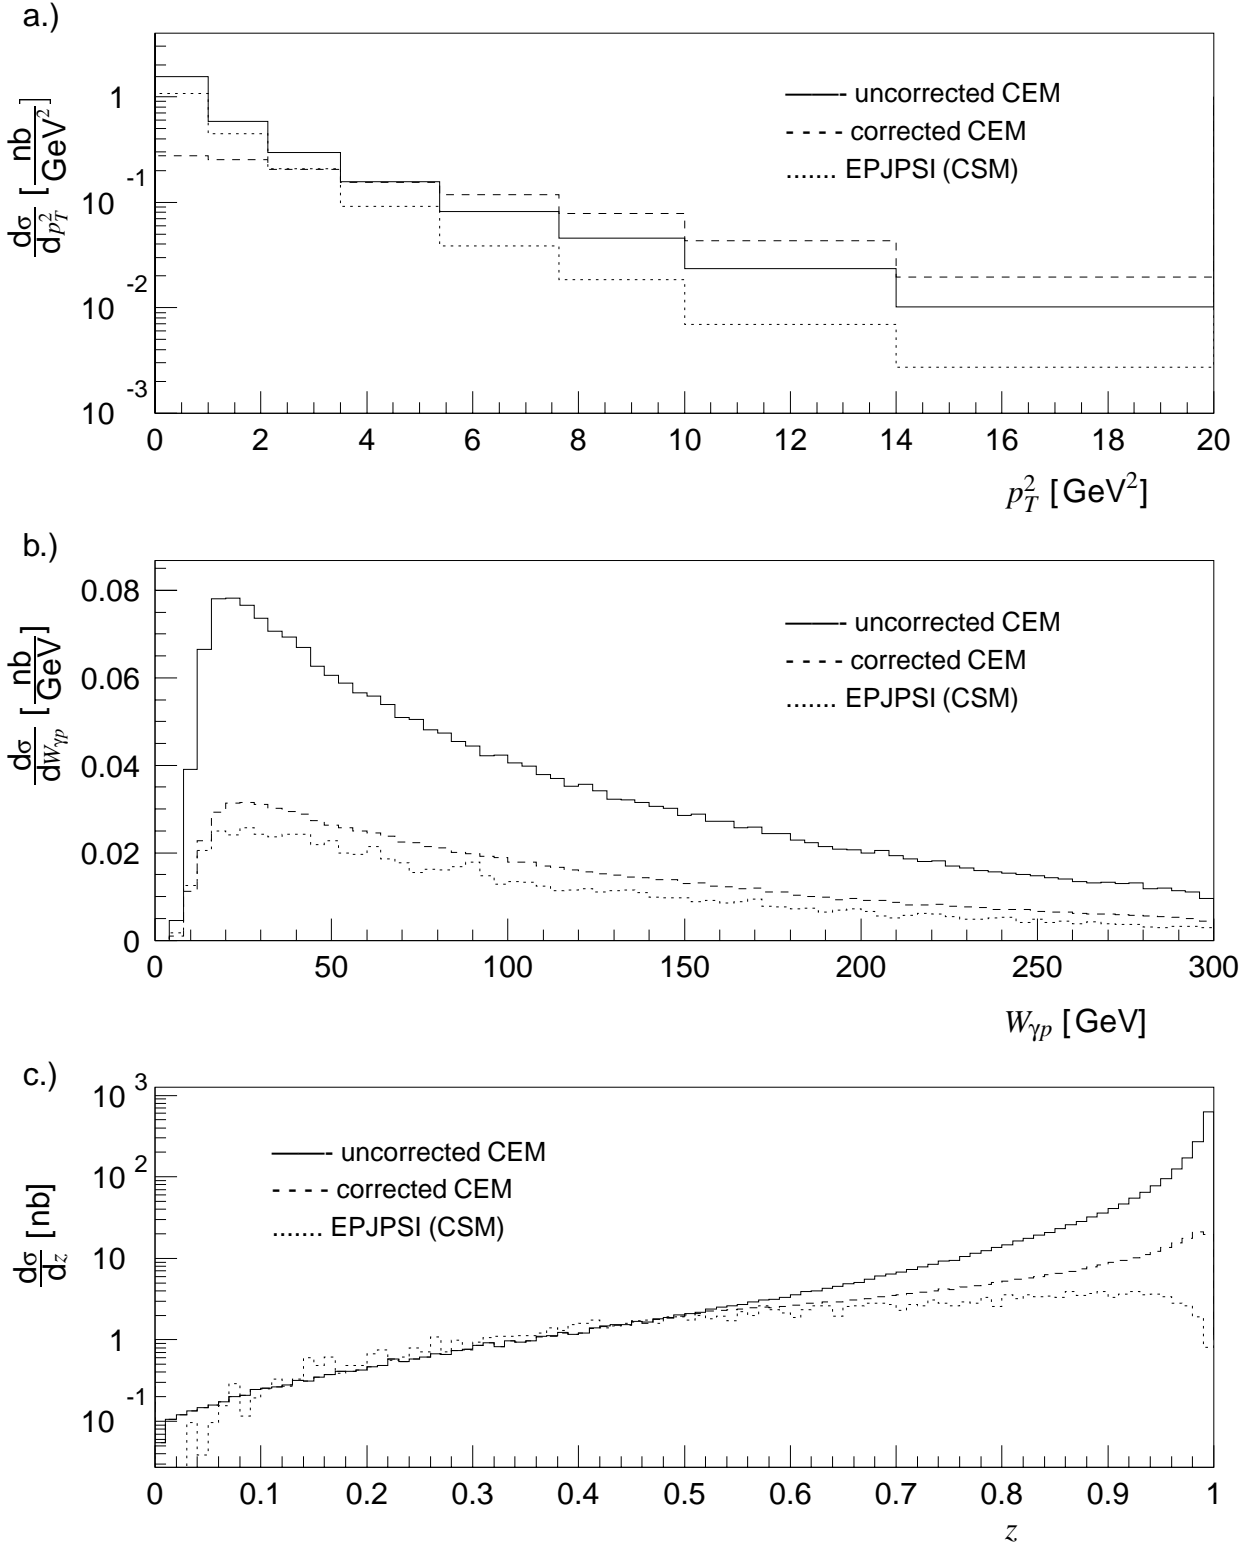 a.)
dσ/dp_T^2 [nb/GeV^2]
1
10^-1
10^-2
10^-3
——- uncorrected CEM
- - - - corrected CEM
....... EPJPSI (CSM)
0 2 4 6 8 10 12 14 16 18 20
p_T^2 [GeV^2]
b.)
dσ/dW_γp [nb/GeV]
0.08
0.06
0.04
0.02
0
——- uncorrected CEM
- - - - corrected CEM
....... EPJPSI (CSM)
0 50 100 150 200 250 300
W_γp [GeV]
c.)
dσ/dz [nb]
10^3
10^2
10
1
10^-1
——- uncorrected CEM
- - - - corrected CEM
....... EPJPSI (CSM)
0 0.1 0.2 0.3 0.4 0.5 0.6 0.7 0.8 0.9 1
z